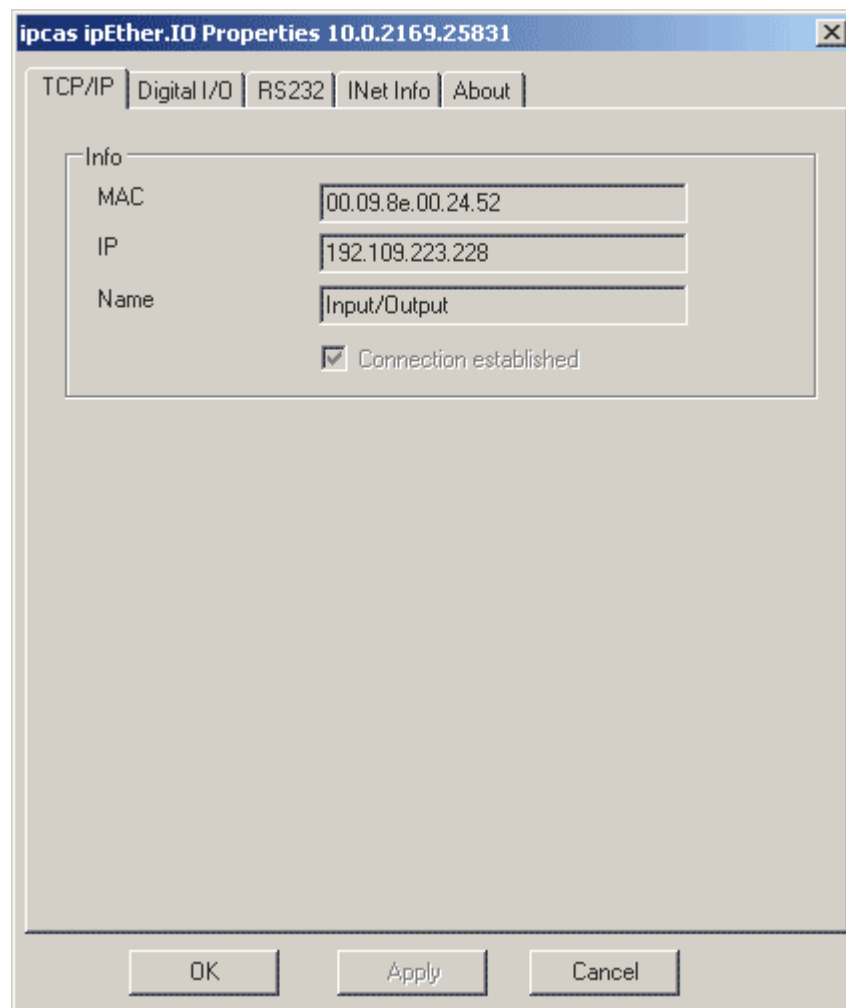 ipcas ipEther.IO Properties 10.0.2169.25831
TCP/IP Digital I/O RS232 INet Info About
Info
MAC 00.09.8e.00.24.52
IP 192.109.223.228
Name Input/Output
Connection established
OK Apply Cancel